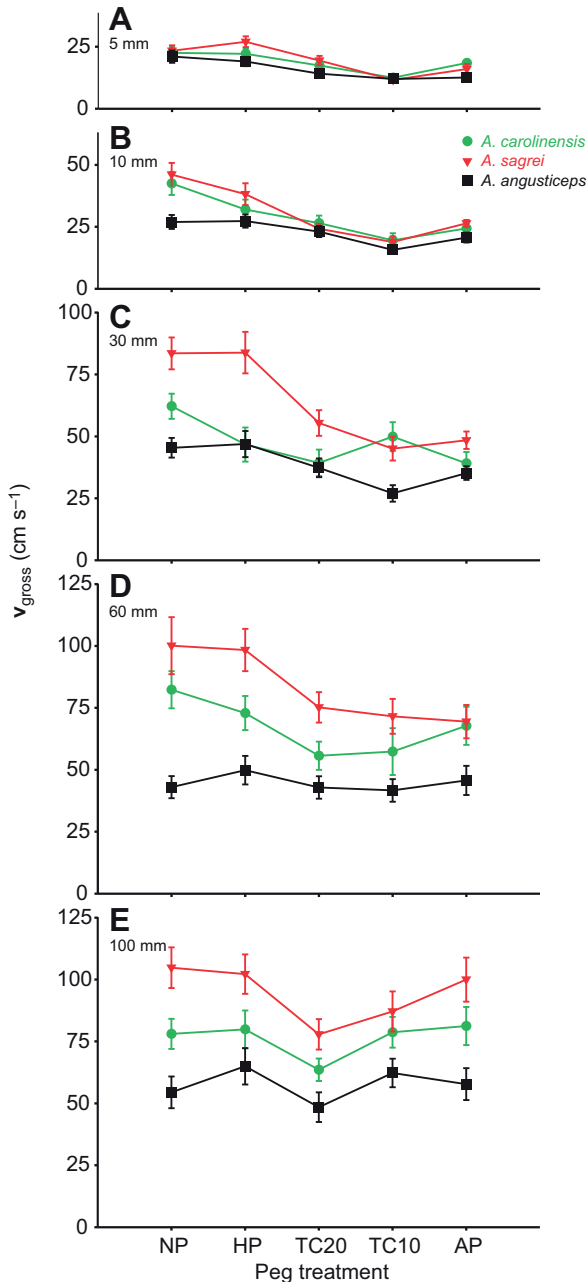 A
5 mm
25
0
B
10 mm
A. carolinensis
A. sagrei
A. angusticeps
50
25
0
C
30 mm
100
75
50
25
0
D
60 mm
125
100
75
50
25
0
E
100 mm
125
100
75
50
25
0
vgross (cm s⁻¹)
NP HP TC20 TC10 AP
Peg treatment